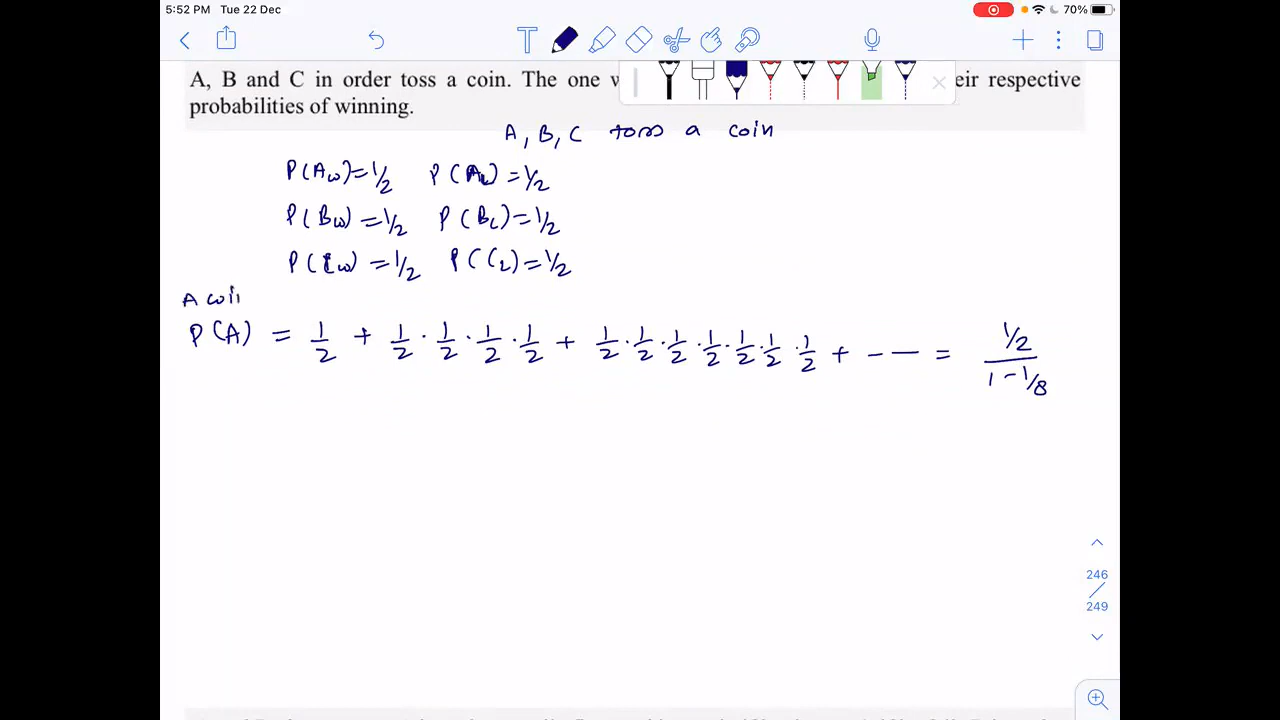 5:52 PM Tue 22 Dec
70%
T
A, B and C in order toss a coin. The one w eir respective
probabilities of winning.
A, B, C toss a coin
P(Aw)=1/2 P(AL)=1/2
P(Bw)=1/2 P(BL)=1/2
P(Cw)=1/2 P(CL)=1/2
A win
P(A) = 1/2 + 1/2 · 1/2 · 1/2 · 1/2 + 1/2 · 1/2 · 1/2 · 1/2 · 1/2 · 1/2 · 1/2 + - — = (1/2)/(1-1/8)
246
/
249